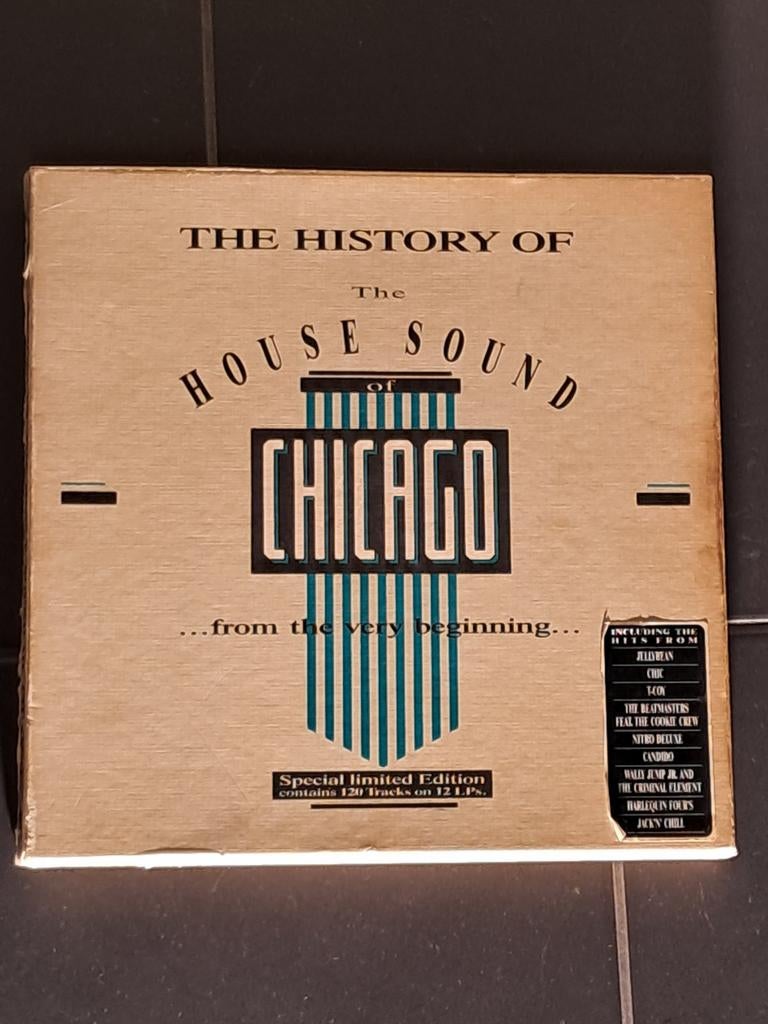 THE HISTORY OF
The
HOUSE SOUND
of
CHICAGO
...from the very beginning...
Special limited Edition
contains 120 Tracks on 12 LPs.
INCLUDING THE
HITS FROM
JELLYBEAN
CHIC
T-COY
THE BEATMASTERS
FEAT. THE COOKIE CREW
NITRO DELUXE
CANDIDO
WALLY JUMP JR. AND
THE CRIMINAL ELEMENT
HARLEQUIN FOUR'S
JACK'N' CHILL